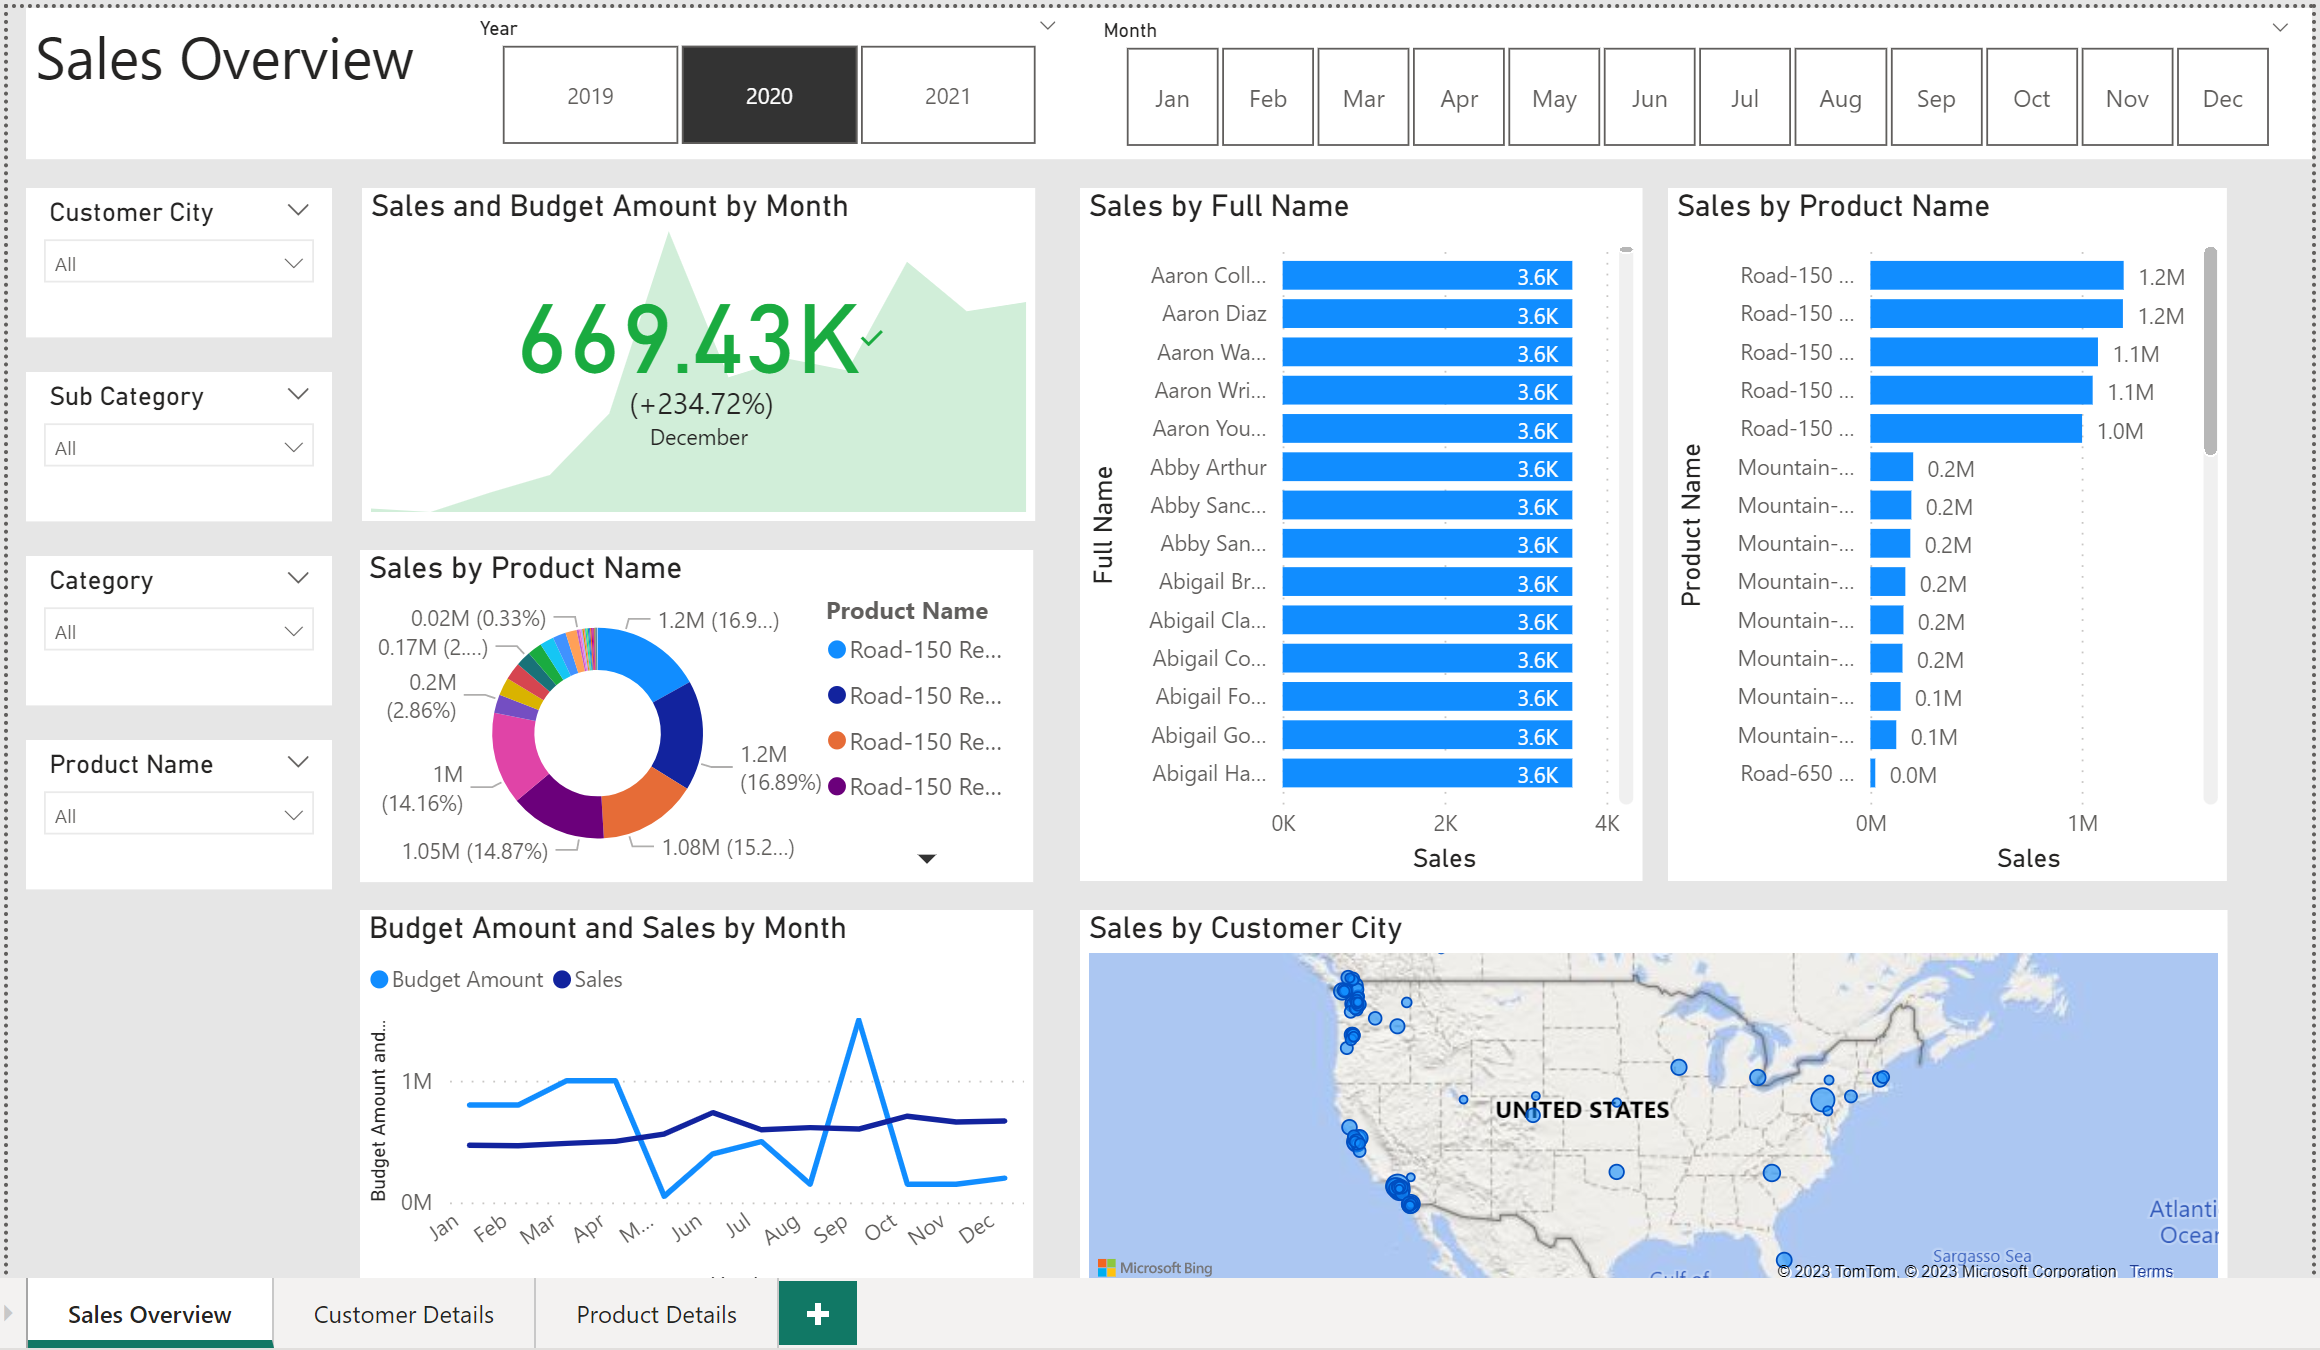 Sales Overview
Year
2019
2020
2021
Month
Jan
Feb
Mar
Apr
May
Jun
Jul
Aug
Sep
Oct
Nov
Dec
Customer City
All
Sub Category
All
Category
All
Product Name
All
Sales and Budget Amount by Month
669.43K
(+234.72%)
December
Sales by Product Name
0.02M (0.33%)
0.17M (2....)
0.2M
(2.86%)
1M
(14.16%)
1.05M (14.87%)
1.2M (16.9...)
1.2M
(16.89%)
1.08M (15.2...)
Product Name
Road-150 Re...
Road-150 Re...
Road-150 Re...
Road-150 Re...
Budget Amount and Sales by Month
Budget Amount
Sales
Budget Amount and...
1M
0M
Jan
Feb
Mar
Apr
M...
Jun
Jul
Aug
Sep
Oct
Nov
Dec
Sales by Full Name
Full Name
Aaron Coll... 3.6K
Aaron Diaz 3.6K
Aaron Wa... 3.6K
Aaron Wri... 3.6K
Aaron You... 3.6K
Abby Arthur 3.6K
Abby Sanc... 3.6K
Abby San... 3.6K
Abigail Br... 3.6K
Abigail Cla... 3.6K
Abigail Co... 3.6K
Abigail Fo... 3.6K
Abigail Go... 3.6K
Abigail Ha... 3.6K
0K 2K 4K
Sales
Sales by Product Name
Product Name
Road-150 ... 1.2M
Road-150 ... 1.2M
Road-150 ... 1.1M
Road-150 ... 1.1M
Road-150 ... 1.0M
Mountain-... 0.2M
Mountain-... 0.2M
Mountain-... 0.2M
Mountain-... 0.2M
Mountain-... 0.2M
Mountain-... 0.2M
Mountain-... 0.1M
Mountain-... 0.1M
Road-650 ... 0.0M
0M 1M
Sales
Sales by Customer City
UNITED STATES
Atlanti
Ocear
Sargasso Sea
Gulf of
Microsoft Bing
© 2023 TomTom, © 2023 Microsoft Corporation Terms
Sales Overview
Customer Details
Product Details